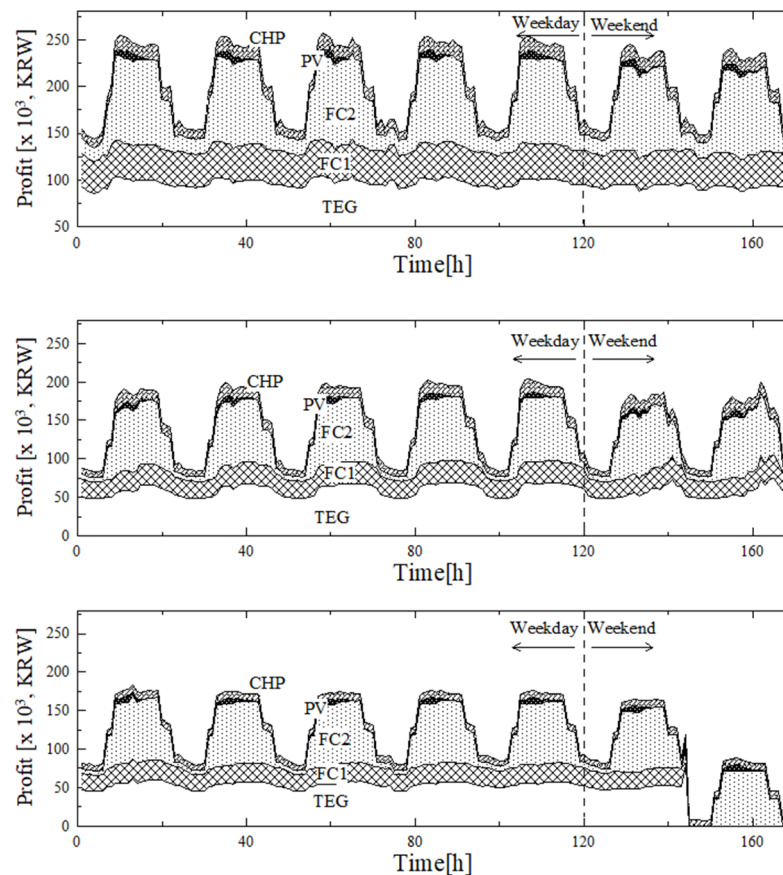 Profit [x 10³, KRW]
250
200
150
100
50
CHP
PV
FC2
FC1
TEG
Weekday
Weekend
0
40
80
120
160
Time[h]
Profit [x 10³, KRW]
250
200
150
100
50
0
CHP
PV
FC2
FC1
TEG
Weekday
Weekend
0
40
80
120
160
Time[h]
Profit [x 10³, KRW]
250
200
150
100
50
0
CHP
PV
FC2
FC1
TEG
Weekday
Weekend
0
40
80
120
160
Time[h]